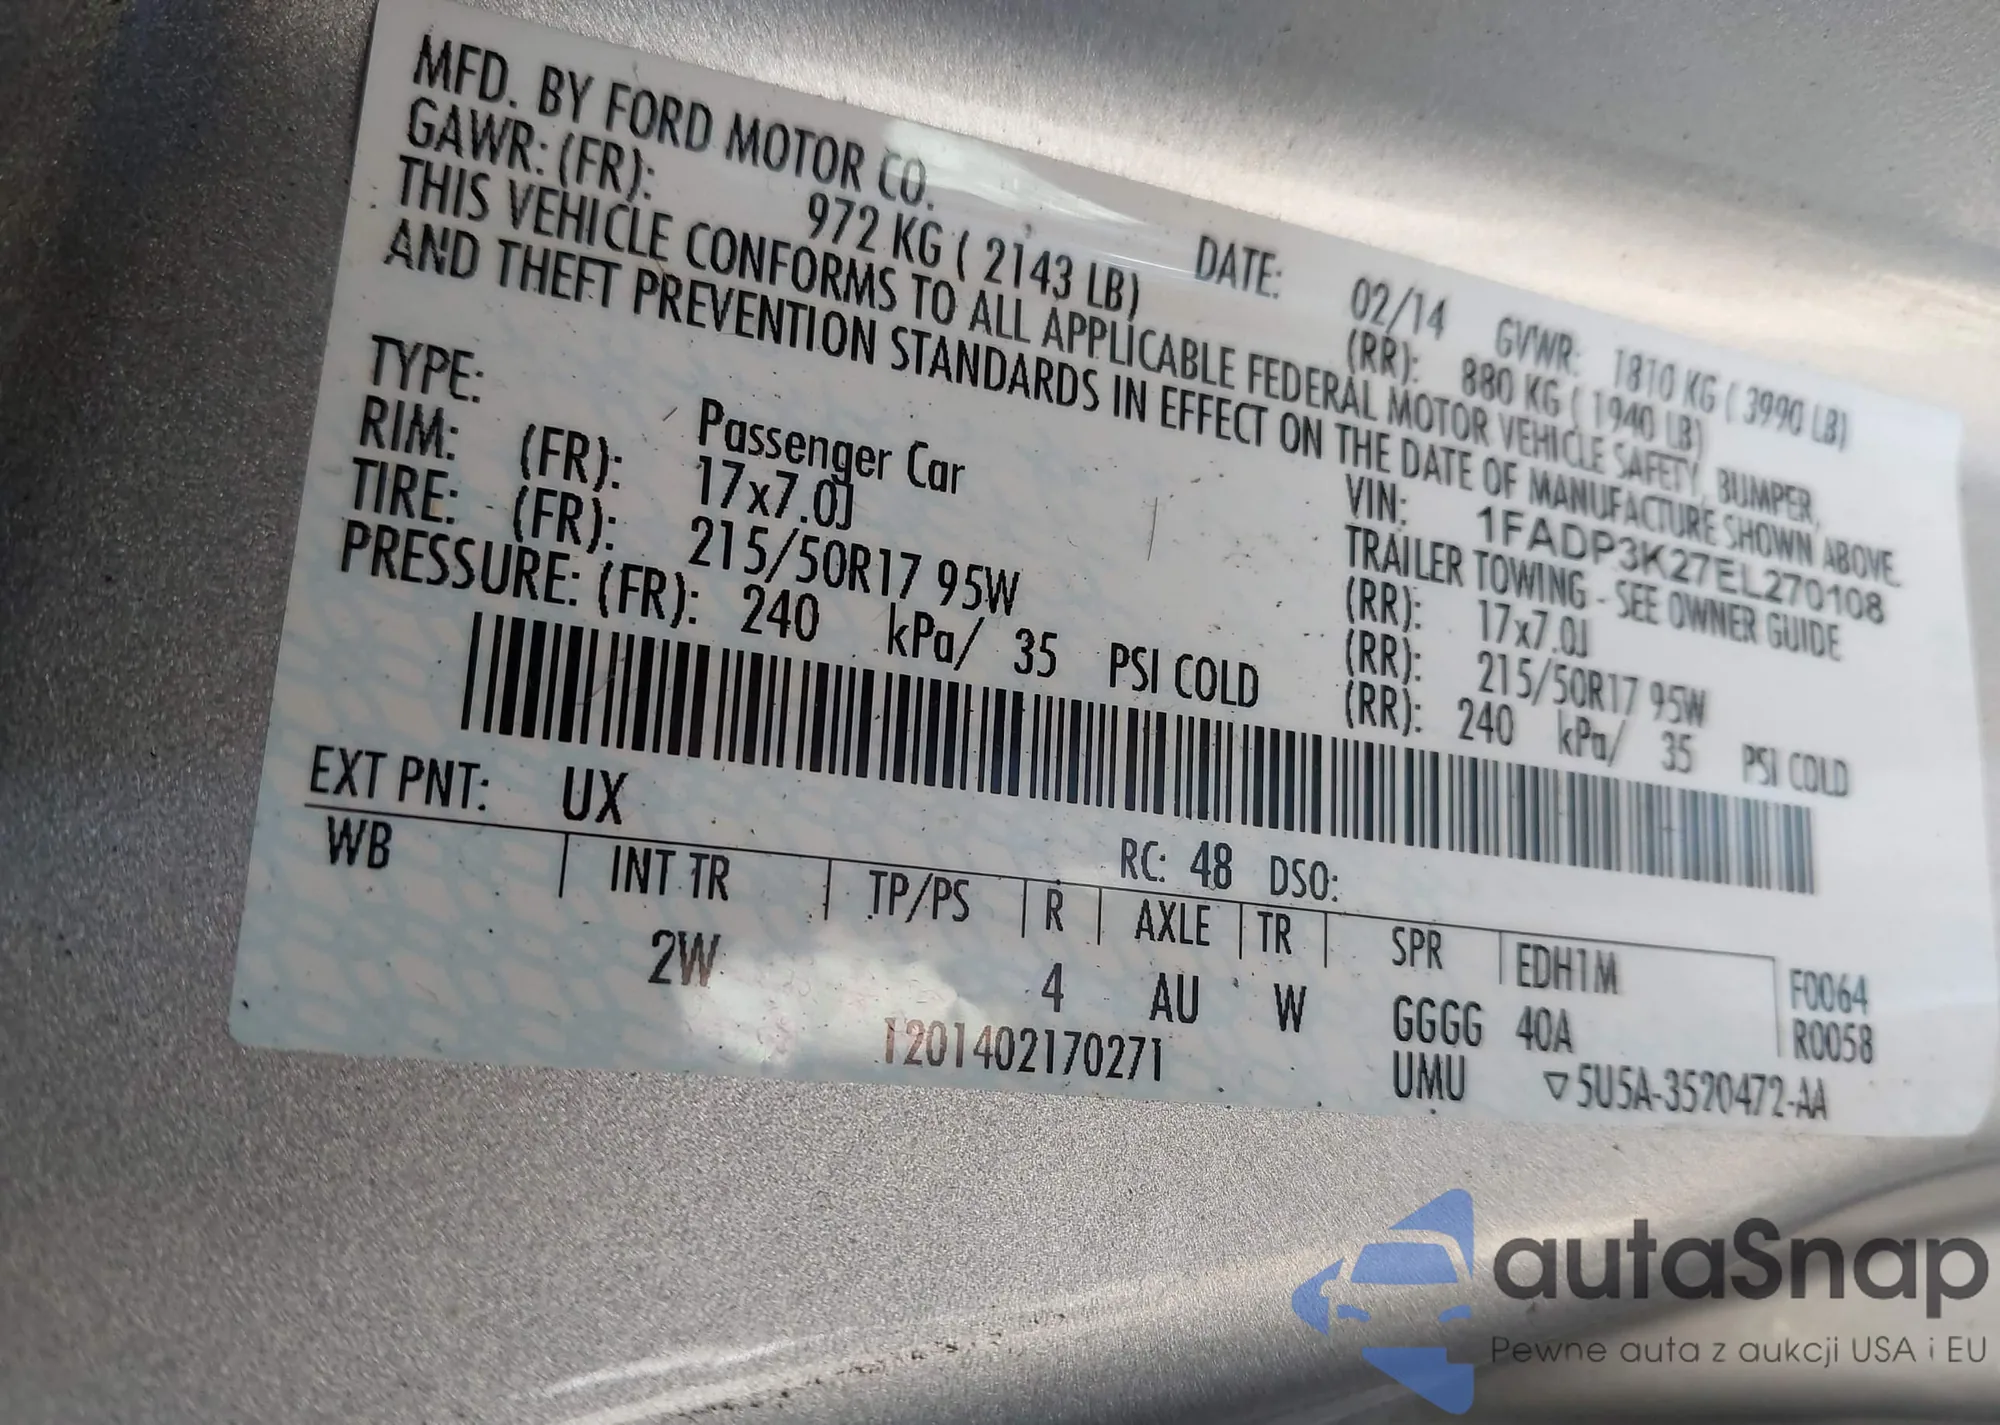 MFD. BY FORD MOTOR CO. DATE: 02/14 GVWR: 1810 KG ( 3990 LB)
GAWR: (FR): 972 KG ( 2143 LB) (RR): 880 KG ( 1940 LB)
THIS VEHICLE CONFORMS TO ALL APPLICABLE FEDERAL MOTOR VEHICLE SAFETY, BUMPER,
AND THEFT PREVENTION STANDARDS IN EFFECT ON THE DATE OF MANUFACTURE SHOWN ABOVE.
VIN: 1FADP3K27EL270108
TYPE: Passenger Car TRAILER TOWING - SEE OWNER GUIDE
RIM: (FR): 17x7.0J (RR): 17x7.0J
TIRE: (FR): 215/50R17 95W (RR): 215/50R17 95W
PRESSURE: (FR): 240 kPa/ 35 PSI COLD (RR): 240 kPa/ 35 PSI COLD
EXT PNT: UX RC: 48 DSO:
WB INT TR TP/PS R AXLE TR SPR EDH1M F0064
2W 4 AU W GGGG 40A R0058
1201402170271 UMU ▽5U5A-3520472-AA
autaSnap
Pewne auta z aukcji USA i EU